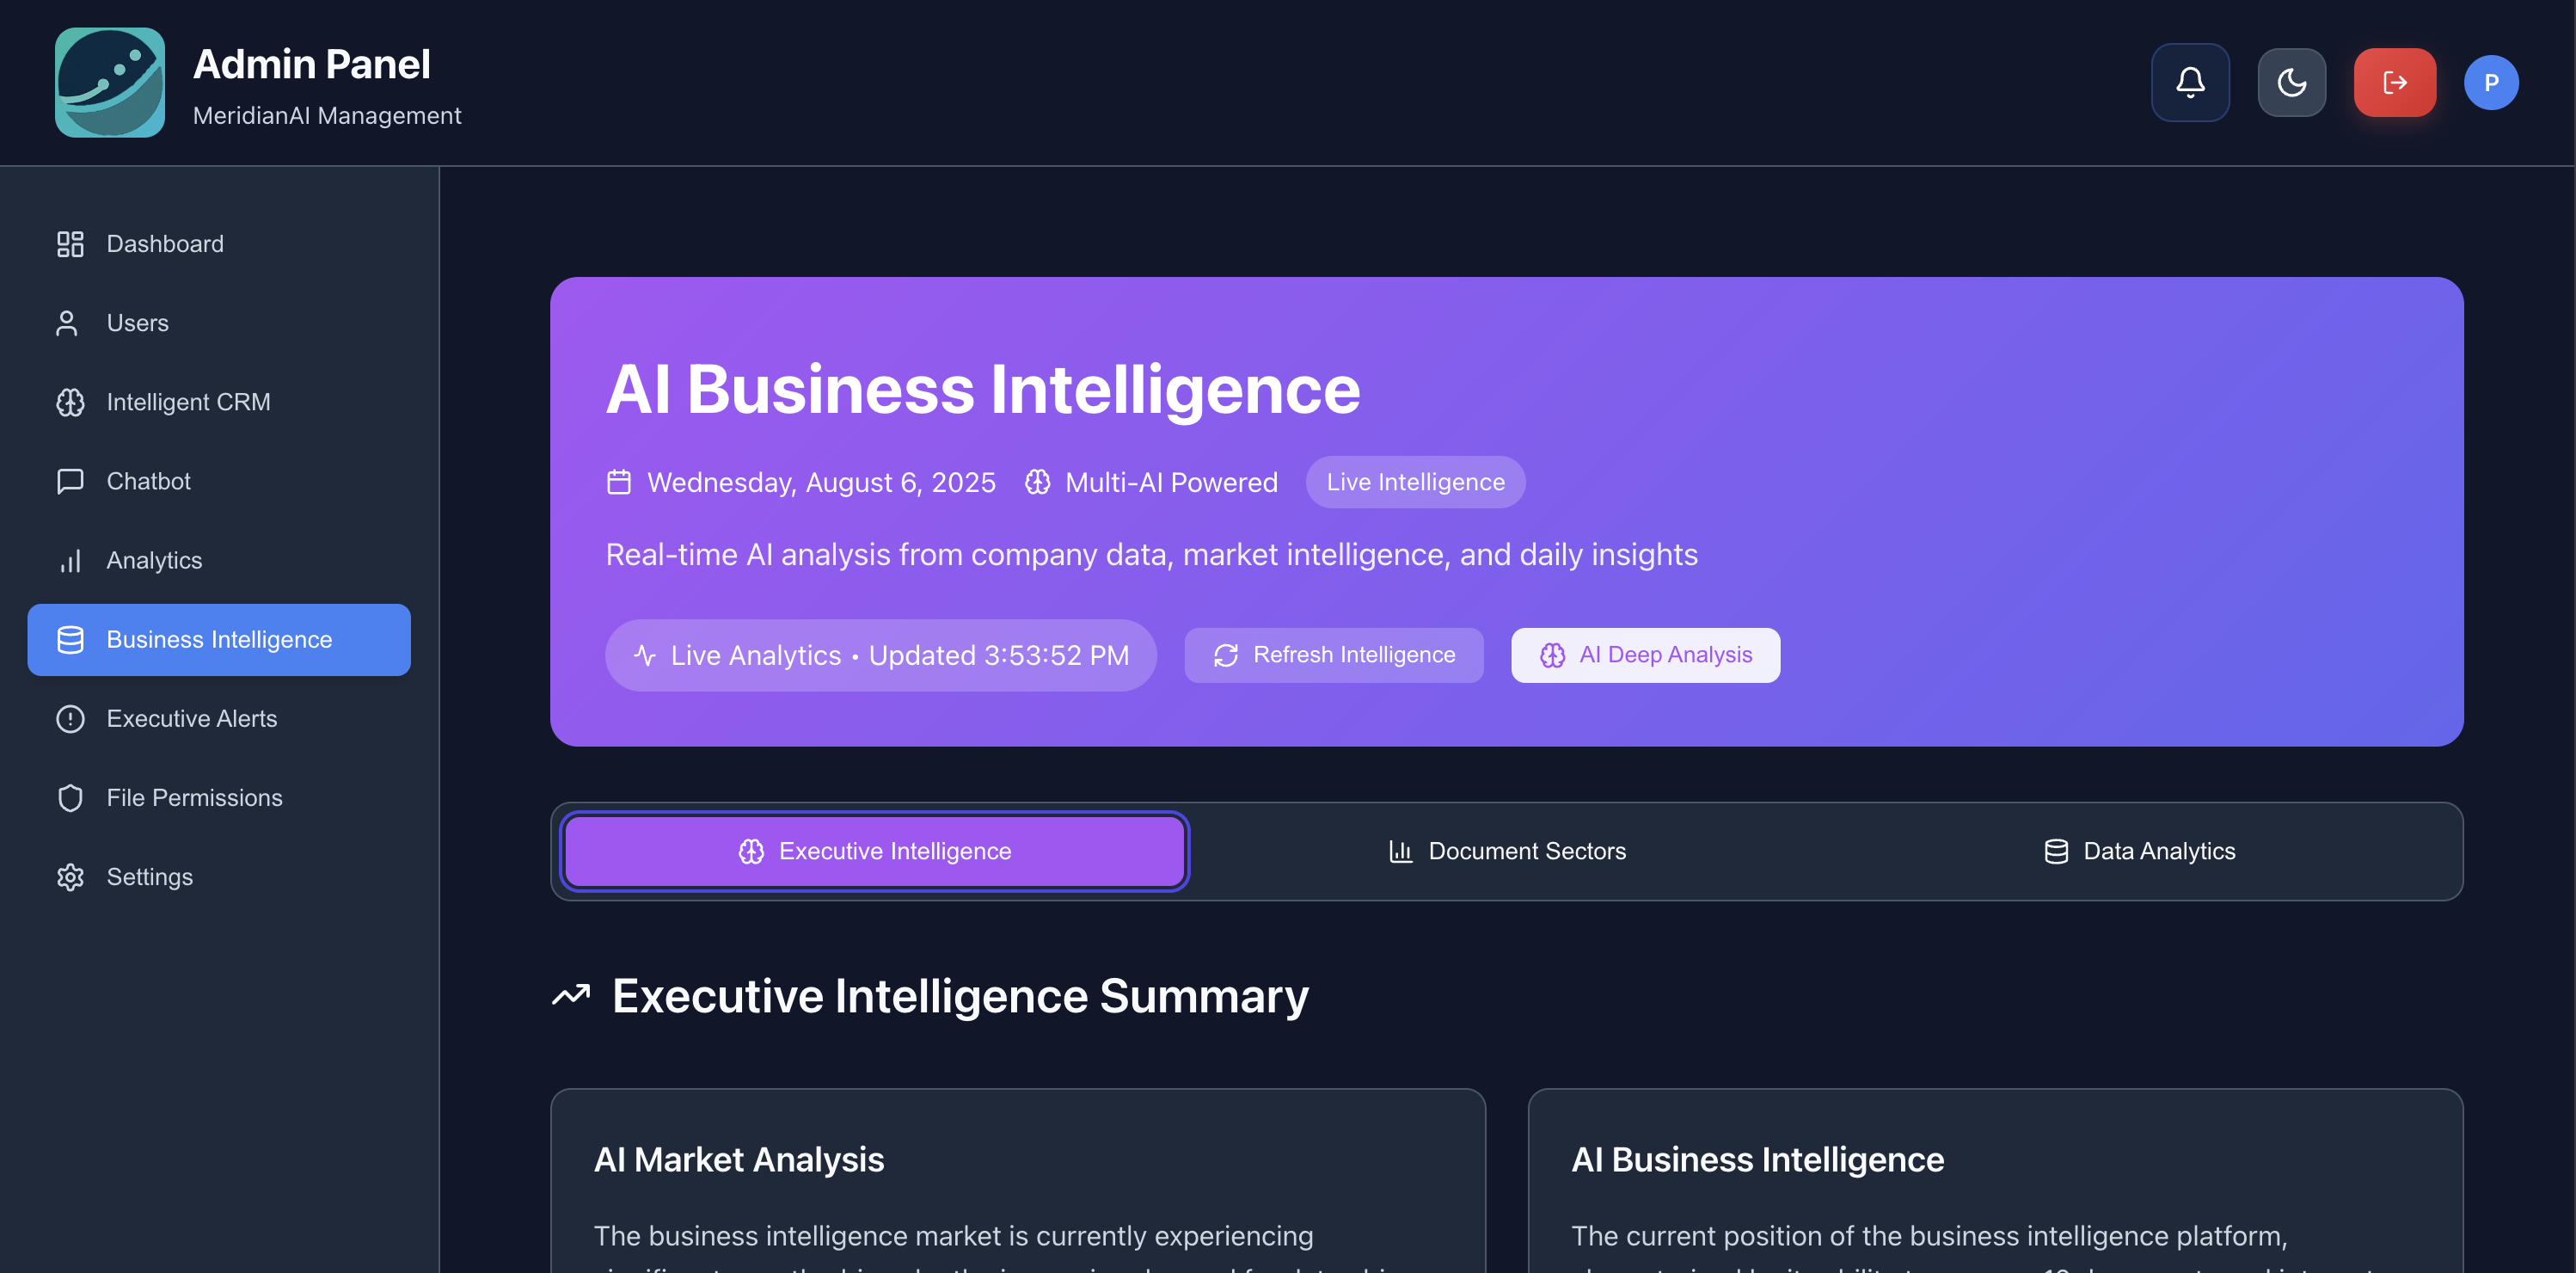 Admin Panel
MeridianAI Management
P
Dashboard
Users
Intelligent CRM
Chatbot
Analytics
Business Intelligence
Executive Alerts
File Permissions
Settings
AI Business Intelligence
Wednesday, August 6, 2025 Multi-AI Powered Live Intelligence
Real-time AI analysis from company data, market intelligence, and daily insights
Live Analytics • Updated 3:53:52 PM Refresh Intelligence AI Deep Analysis
Executive Intelligence Document Sectors Data Analytics
Executive Intelligence Summary
AI Market Analysis
The business intelligence market is currently experiencing
AI Business Intelligence
The current position of the business intelligence platform,